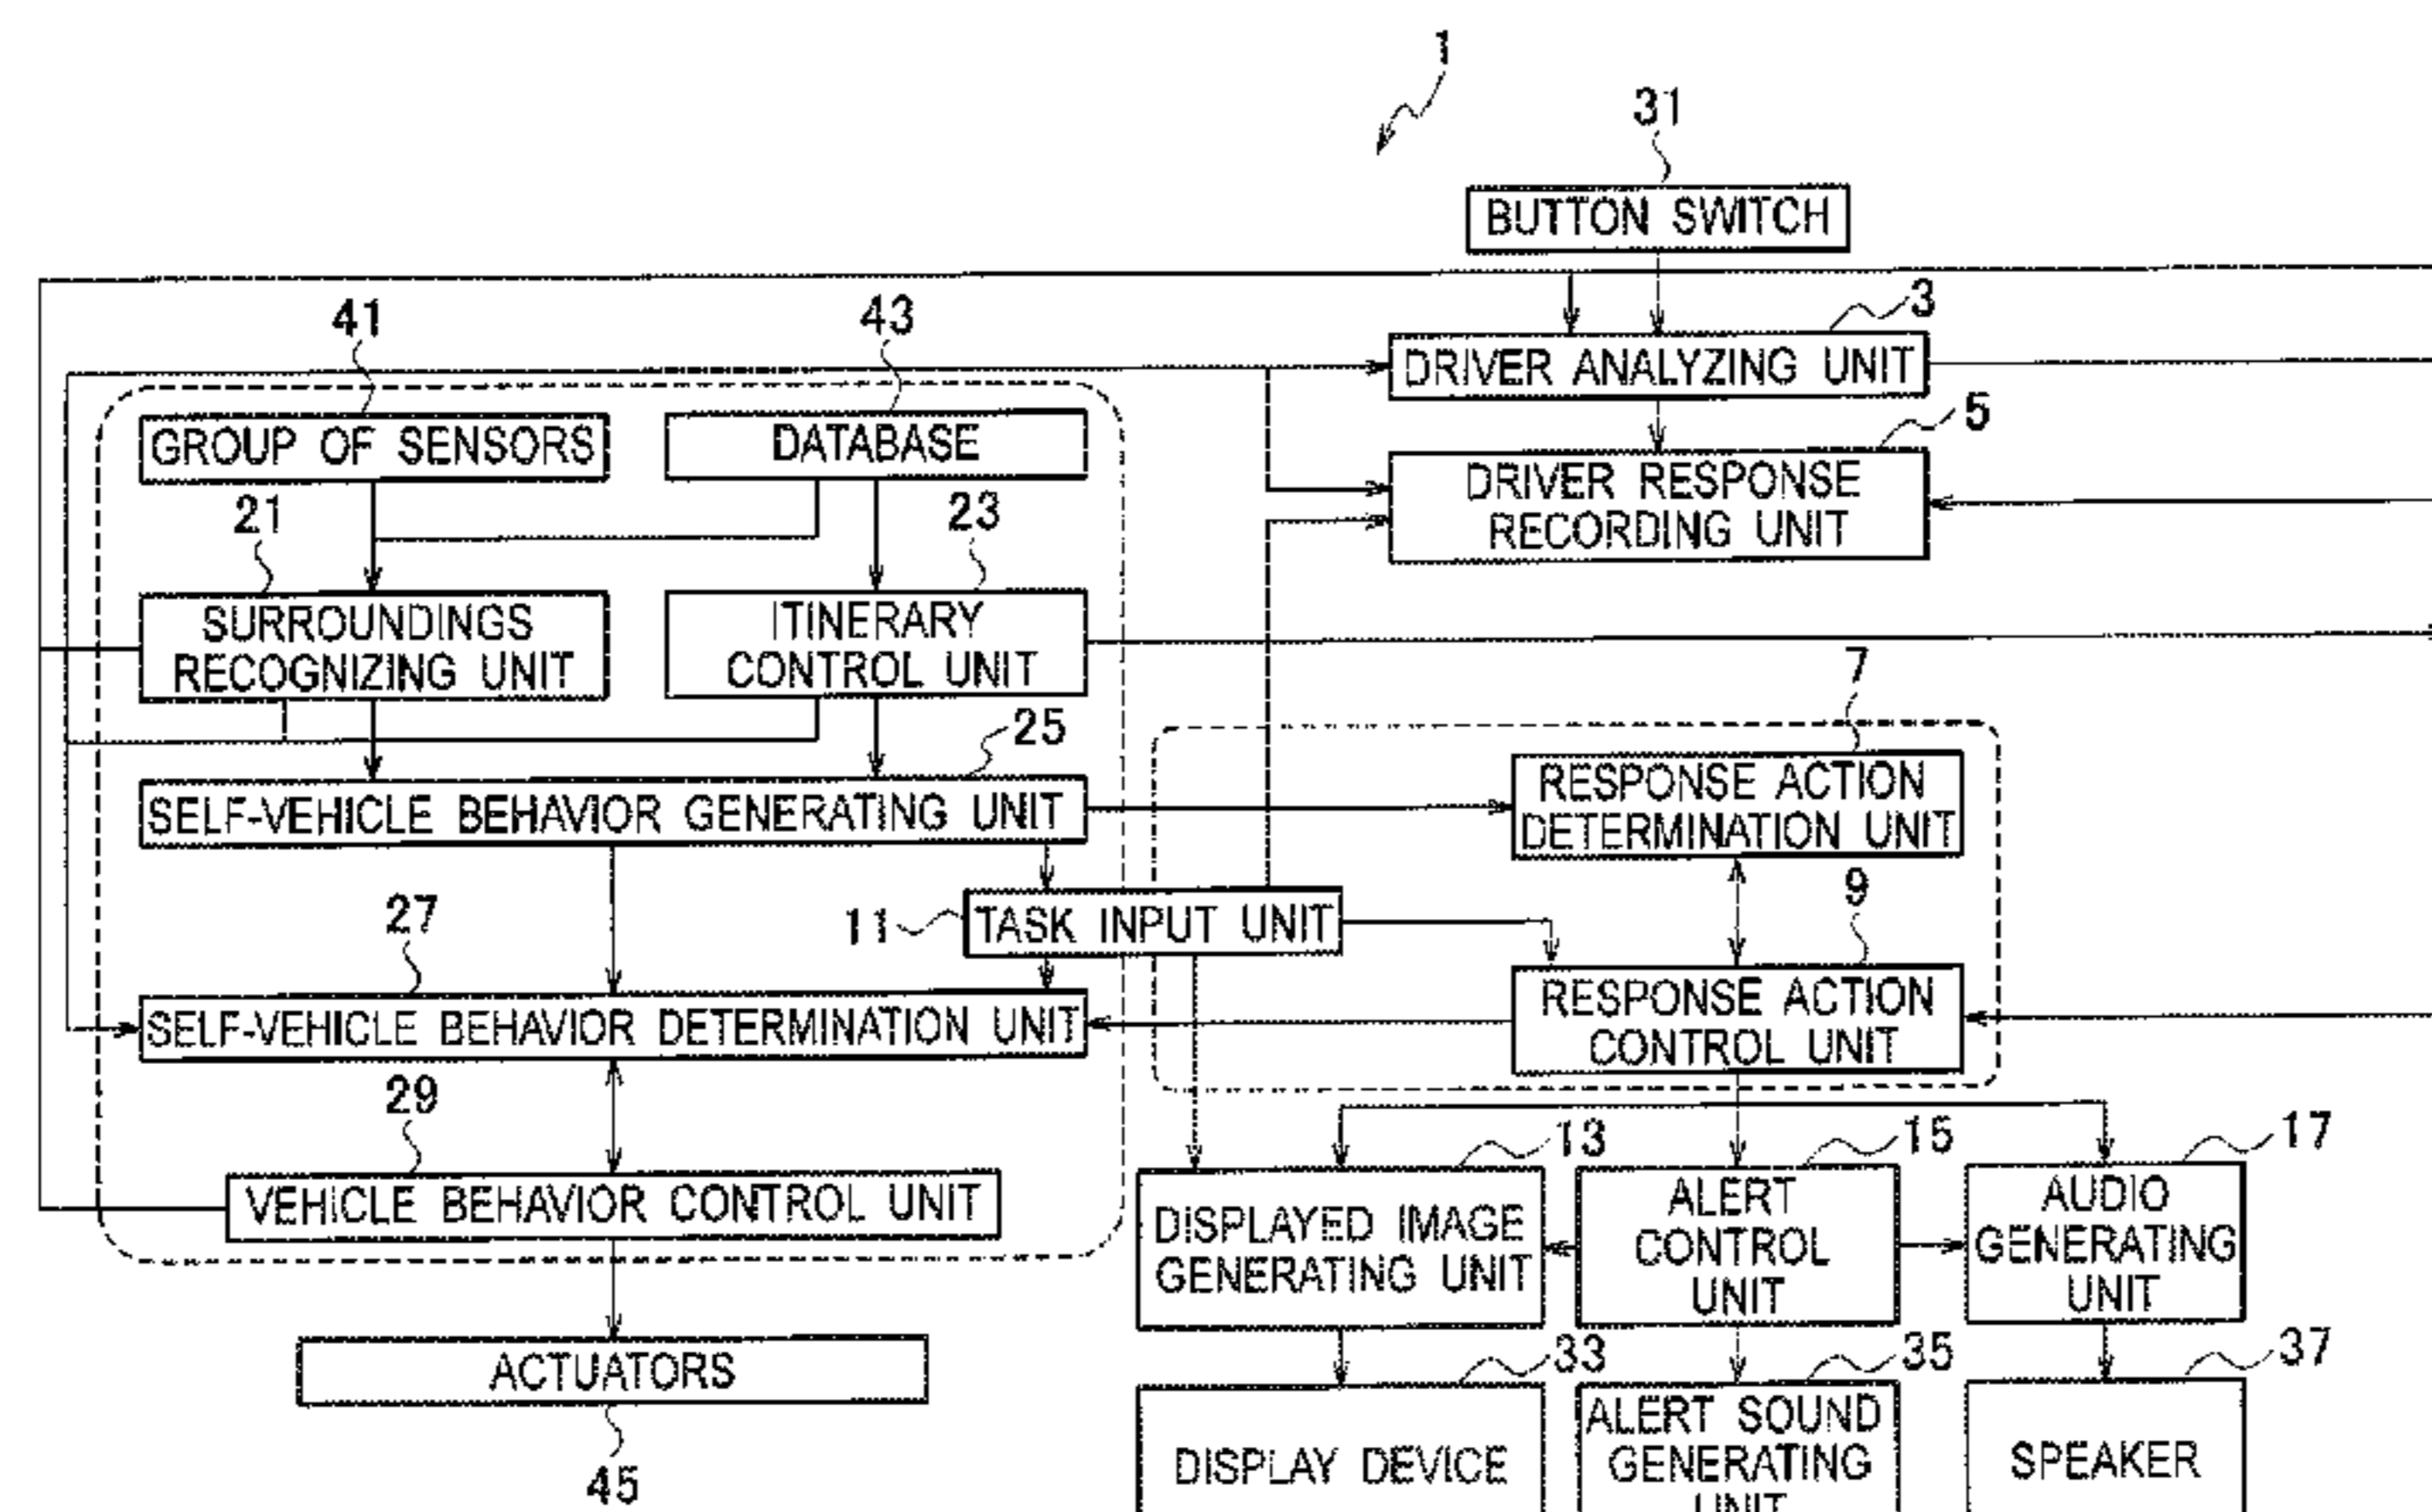 1
31
BUTTON SWITCH
3
DRIVER ANALYZING UNIT
41
43
GROUP OF SENSORS
DATABASE
5
DRIVER RESPONSE
RECORDING UNIT
21
23
SURROUNDINGS
RECOGNIZING UNIT
ITINERARY
CONTROL UNIT
7
RESPONSE ACTION
DETERMINATION UNIT
25
SELF-VEHICLE BEHAVIOR GENERATING UNIT
11
TASK INPUT UNIT
9
RESPONSE ACTION
CONTROL UNIT
27
SELF-VEHICLE BEHAVIOR DETERMINATION UNIT
29
VEHICLE BEHAVIOR CONTROL UNIT
13
DISPLAYED IMAGE
GENERATING UNIT
15
ALERT
CONTROL
UNIT
17
AUDIO
GENERATING
UNIT
ACTUATORS
45
33
DISPLAY DEVICE
35
ALERT SOUND
GENERATING
UNIT
37
SPEAKER